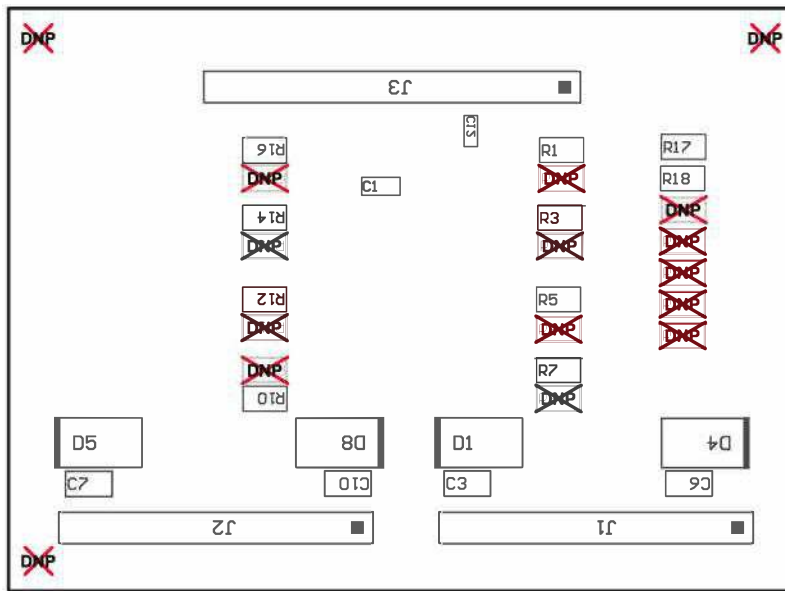 DNP DNP
J3
C12
R16 R1 R17
DNP C1 DNP R18
R14 R3 DNP
DNP DNP DNP
DNP
R12 R5 DNP
DNP DNP DNP
DNP R7
R10 DNP
D5 D8 D1 D4
C7 C10 C3 C6
J2 J1
DNP